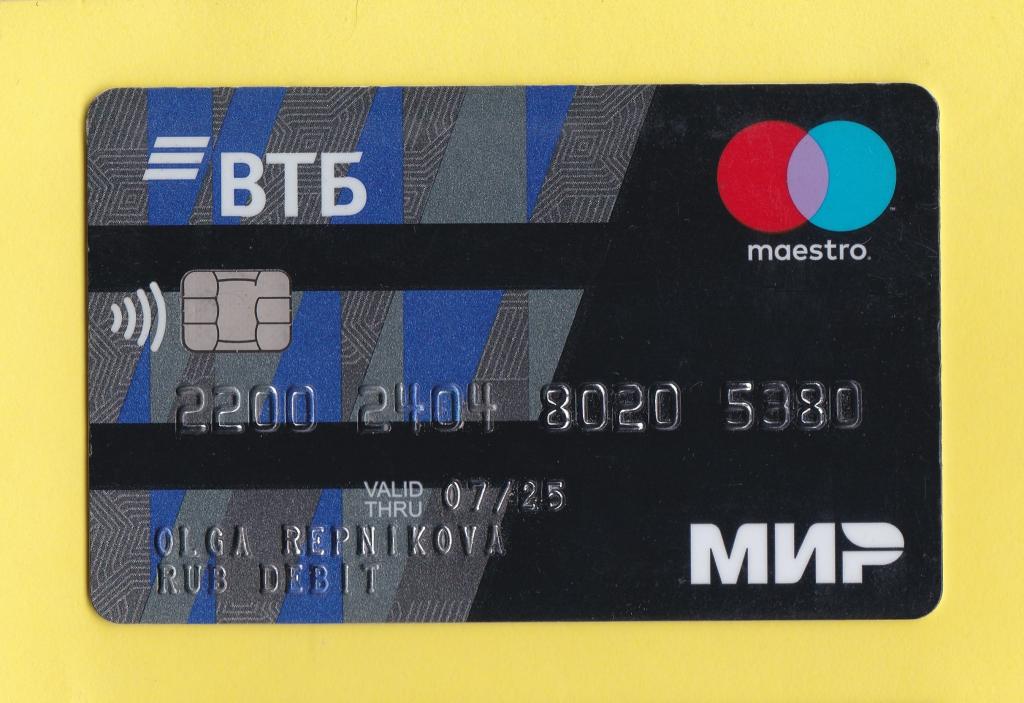 ВТБ
maestro
2200 2404 8020 5380
VALID THRU 07/25
OLGA REPNIKOVA
RUB DEBIT
МИР